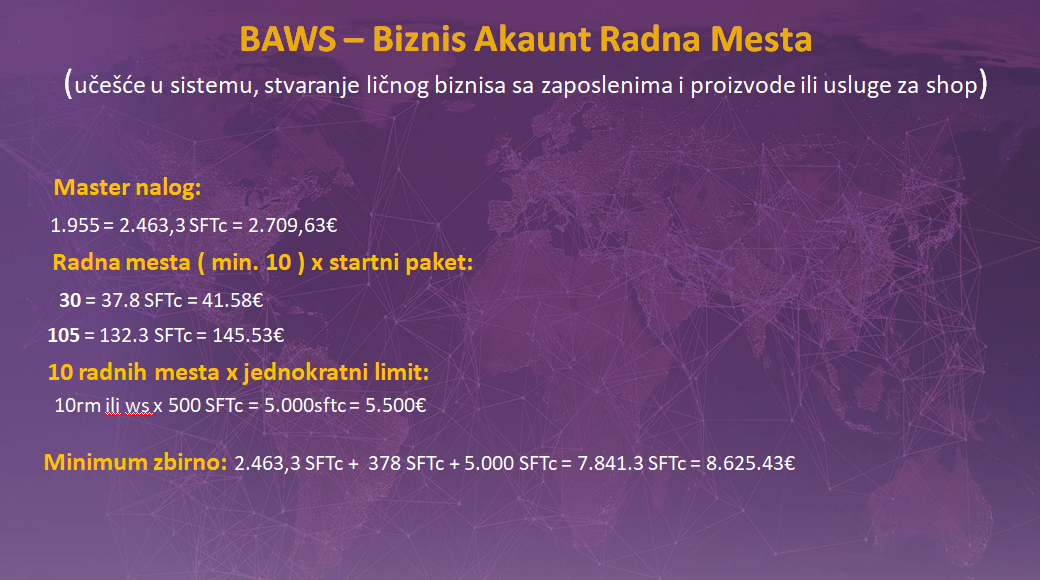 BAWS – Biznis Akaunt Radna Mesta
(učešće u sistemu, stvaranje ličnog biznisa sa zaposlenima i proizvode ili usluge za shop)
Master nalog:
1.955 = 2.463,3 SFTc = 2.709,63€
Radna mesta ( min. 10 ) x startni paket:
30 = 37.8 SFTc = 41.58€
105 = 132.3 SFTc = 145.53€
10 radnih mesta x jednokratni limit:
10rm ili ws x 500 SFTc = 5.000sftc = 5.500€
Minimum zbirno: 2.463,3 SFTc + 378 SFTc + 5.000 SFTc = 7.841.3 SFTc = 8.625.43€